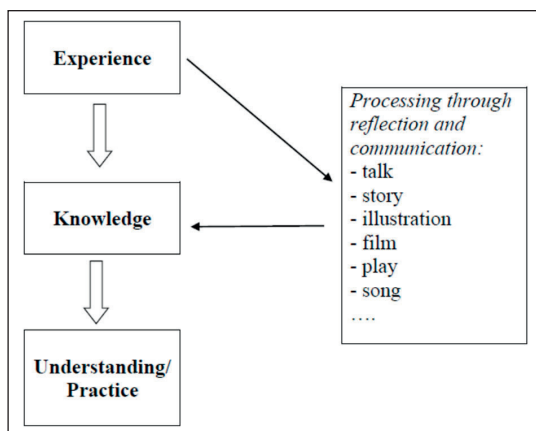 Experience
Knowledge
Understanding/
Practice
Processing through
reflection and
communication:
- talk
- story
- illustration
- film
- play
- song
….